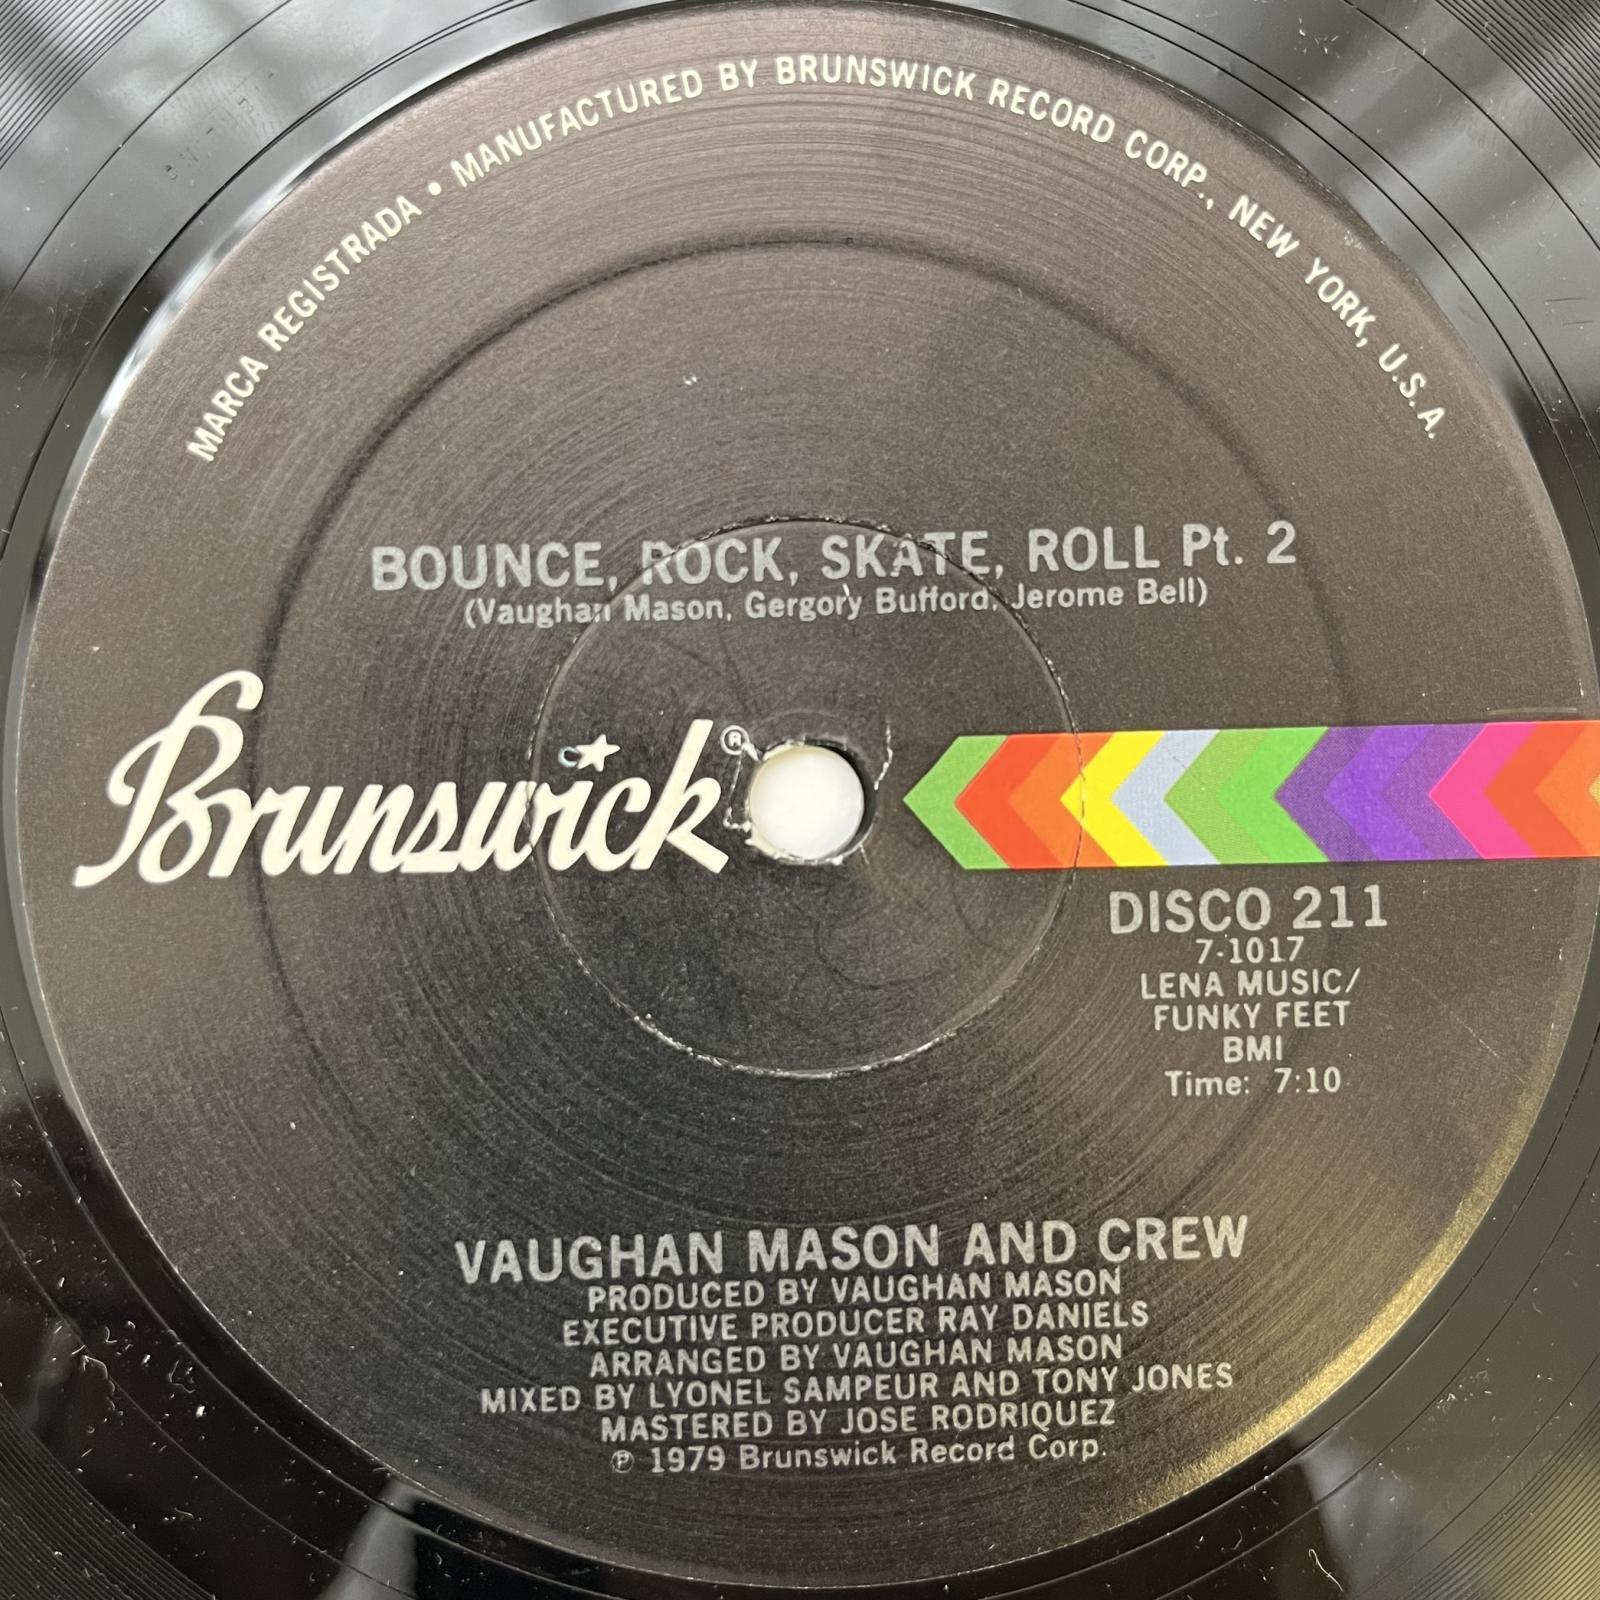 MARCA REGISTRADA • MANUFACTURED BY BRUNSWICK RECORD CORP., NEW YORK, U.S.A.
BOUNCE, ROCK, SKATE, ROLL Pt. 2
(Vaughan Mason, Gergory Bufford, Jerome Bell)
Brunswick®
DISCO 211
7-1017
LENA MUSIC/
FUNKY FEET
BMI
Time: 7:10
VAUGHAN MASON AND CREW
PRODUCED BY VAUGHAN MASON
EXECUTIVE PRODUCER RAY DANIELS
ARRANGED BY VAUGHAN MASON
MIXED BY LYONEL SAMPEUR AND TONY JONES
MASTERED BY JOSE RODRIQUEZ
℗ 1979 Brunswick Record Corp.